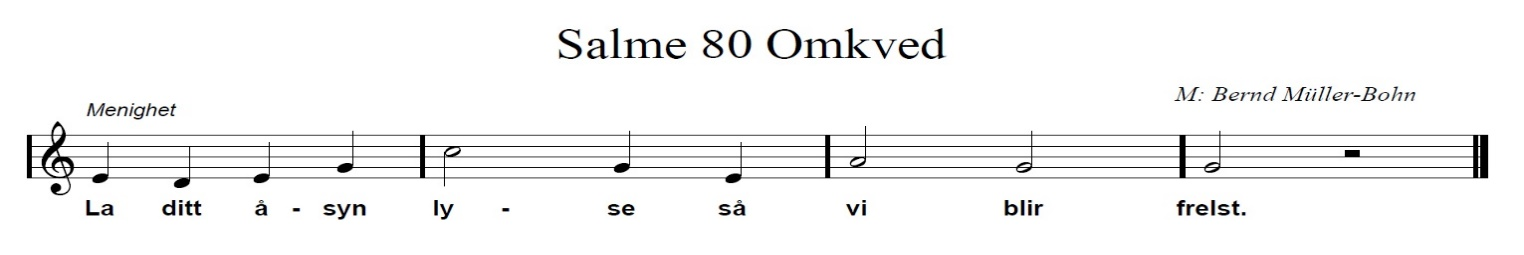 Salme 80 Omkved
M: Bernd Müller-Bohn
Menighet
La ditt å - syn ly - se så vi blir frelst.